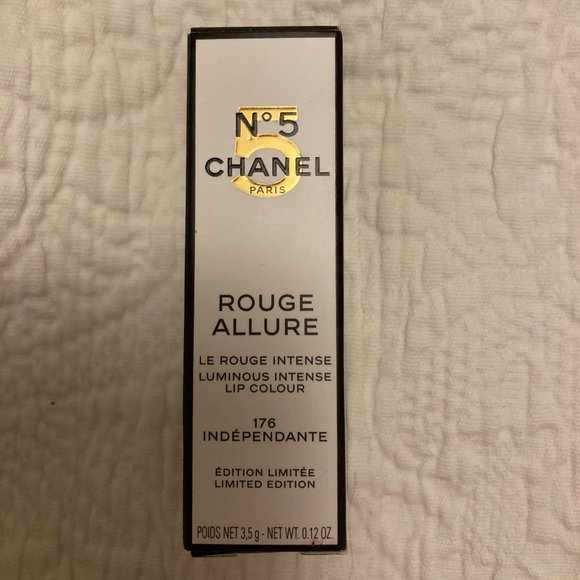 N°5
CHANEL
PARIS
5
ROUGE
ALLURE
LE ROUGE INTENSE
LUMINOUS INTENSE
LIP COLOUR
176
INDÉPENDANTE
ÉDITION LIMITÉE
LIMITED EDITION
POIDS NET 3,5 g - NET WT. 0.12 OZ.